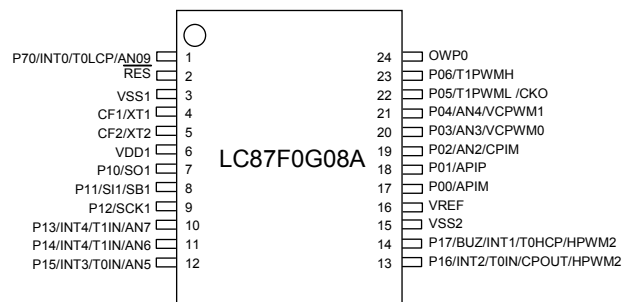 P70/INT0/T0LCP/AN09 1
RES 2
VSS1 3
CF1/XT1 4
CF2/XT2 5
VDD1 6
P10/SO1 7
P11/SI1/SB1 8
P12/SCK1 9
P13/INT4/T1IN/AN7 10
P14/INT4/T1IN/AN6 11
P15/INT3/T0IN/AN5 12
LC87F0G08A
24 OWP0
23 P06/T1PWMH
22 P05/T1PWML /CKO
21 P04/AN4/VCPWM1
20 P03/AN3/VCPWM0
19 P02/AN2/CPIM
18 P01/APIP
17 P00/APIM
16 VREF
15 VSS2
14 P17/BUZ/INT1/T0HCP/HPWM2
13 P16/INT2/T0IN/CPOUT/HPWM2